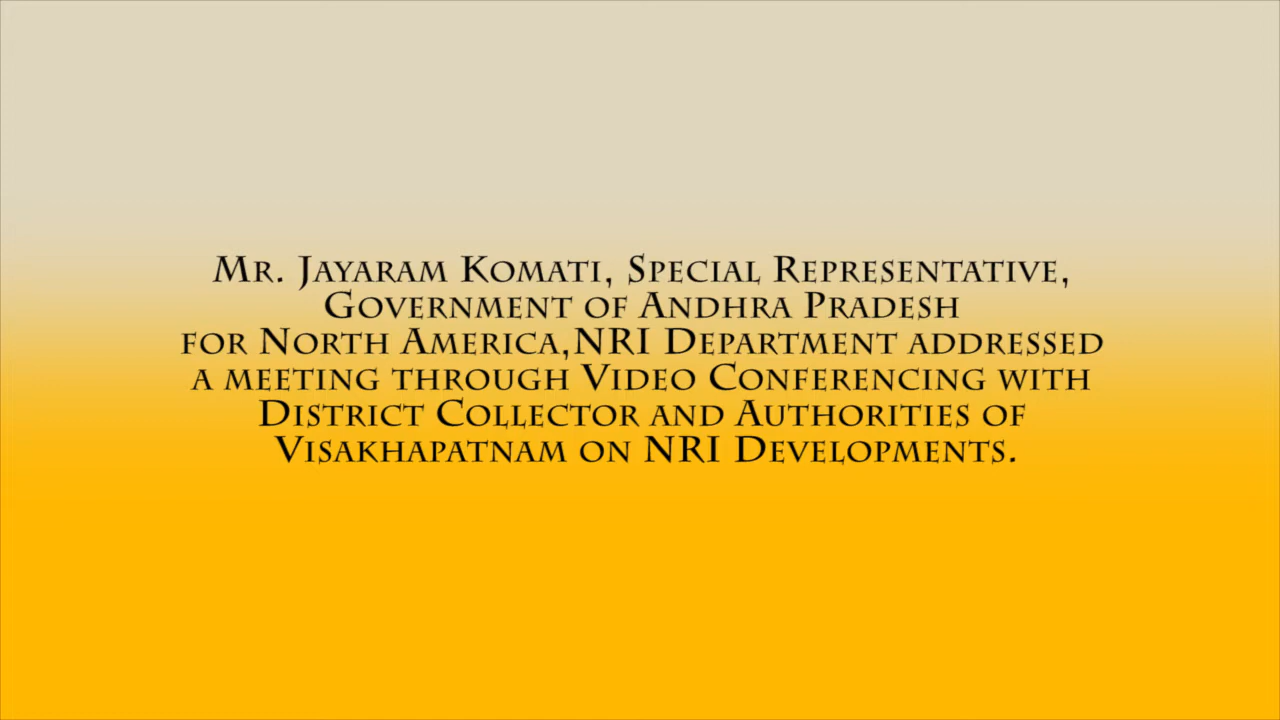 Mr. Jayaram Komati, Special Representative,
Government of Andhra Pradesh
for North America,NRI Department addressed
a meeting through Video Conferencing with
District Collector and Authorities of
Visakhapatnam on NRI Developments.